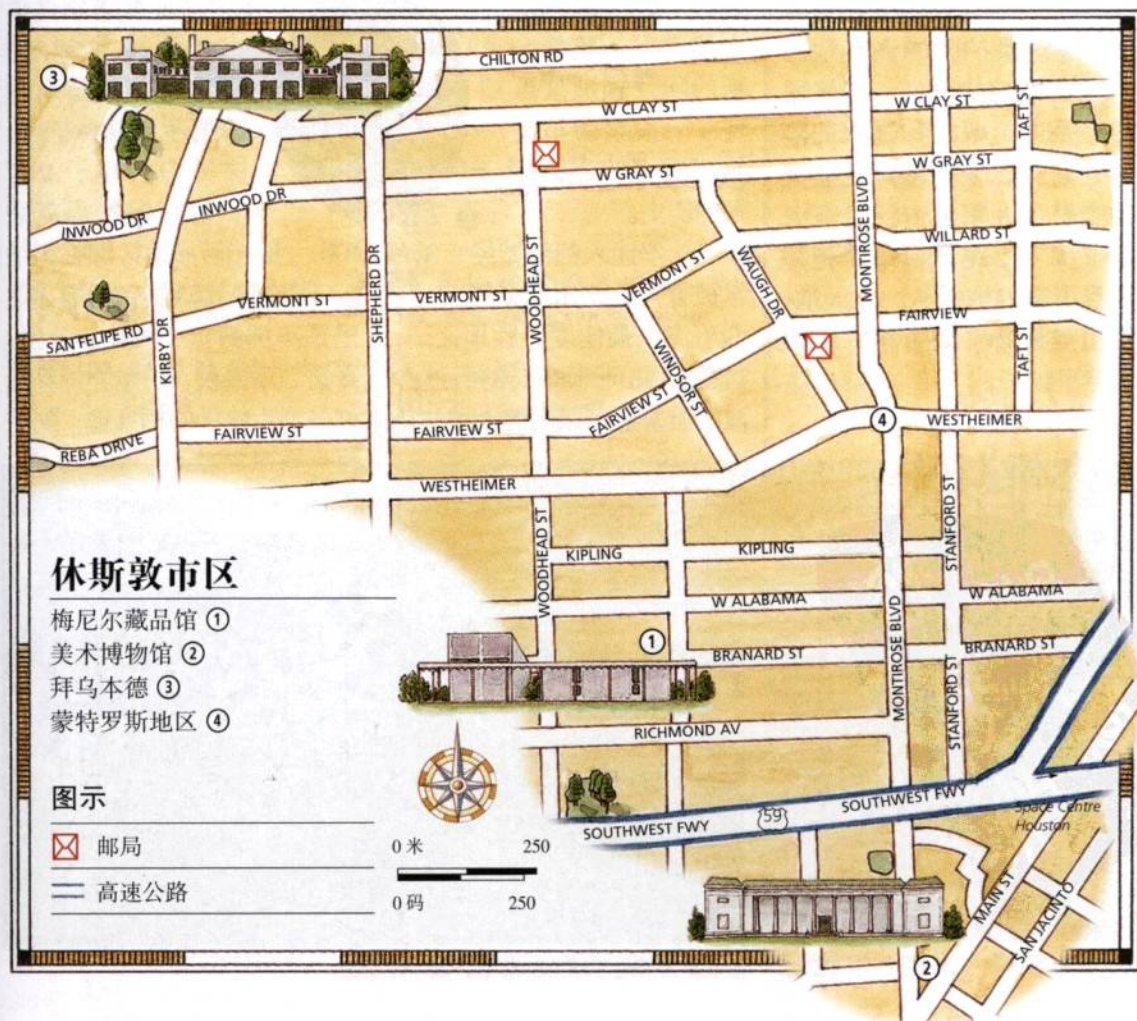 ③
CHILTON RD
W CLAY ST
W CLAY ST
TAFT ST
W GRAY ST
W GRAY ST
MONTIROSE BLVD
INWOOD DR
INWOOD DR
SHEPHERD DR
WOODHEAD ST
VERMONT ST
WAUGH DR
WILLARD ST
VERMONT ST
VERMONT ST
FAIRVIEW
SAN FELIPE RD
KIRBY DR
WINDSOR ST
TAFT ST
REBA DRIVE
FAIRVIEW ST
FAIRVIEW ST
FAIRVIEW ST
④
WESTHEIMER
WESTHEIMER
WOODHEAD ST
KIPLING
KIPLING
STANFORD ST
W ALABAMA
W ALABAMA
MONTIROSE BLVD
①
BRANARD ST
BRANARD ST
STANFORD ST
RICHMOND AV
SOUTHWEST FWY
59
SOUTHWEST FWY
Space Centre
Houston
MAIN ST
SAN JACINTO
②
休斯敦市区
梅尼尔藏品馆 ①
美术博物馆 ②
拜乌本德 ③
蒙特罗斯地区 ④
图示
邮局
高速公路
0 米 250
0 码 250